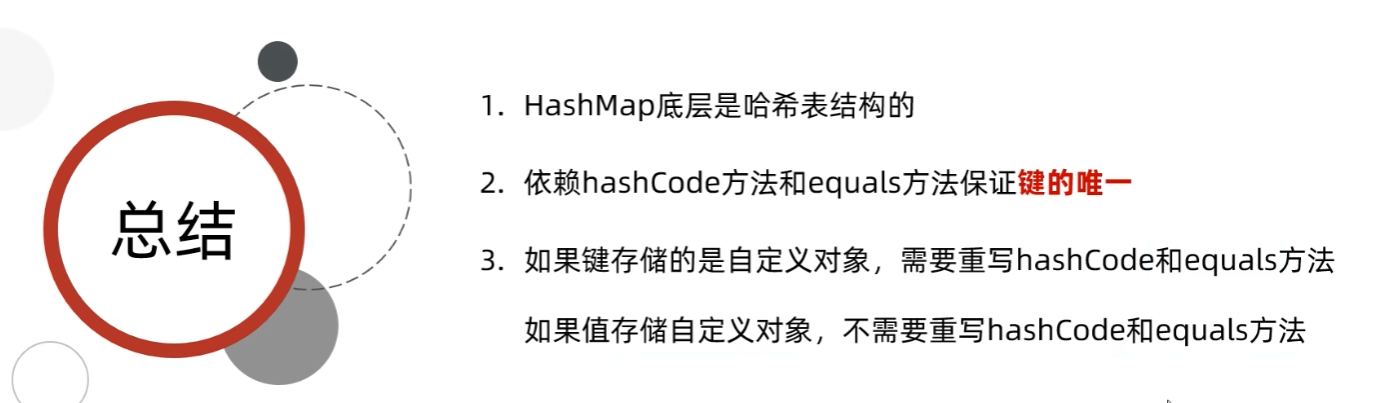 总结
1. HashMap底层是哈希表结构的
2. 依赖hashCode方法和equals方法保证键的唯一
3. 如果键存储的是自定义对象，需要重写hashCode和equals方法
如果值存储自定义对象，不需要重写hashCode和equals方法